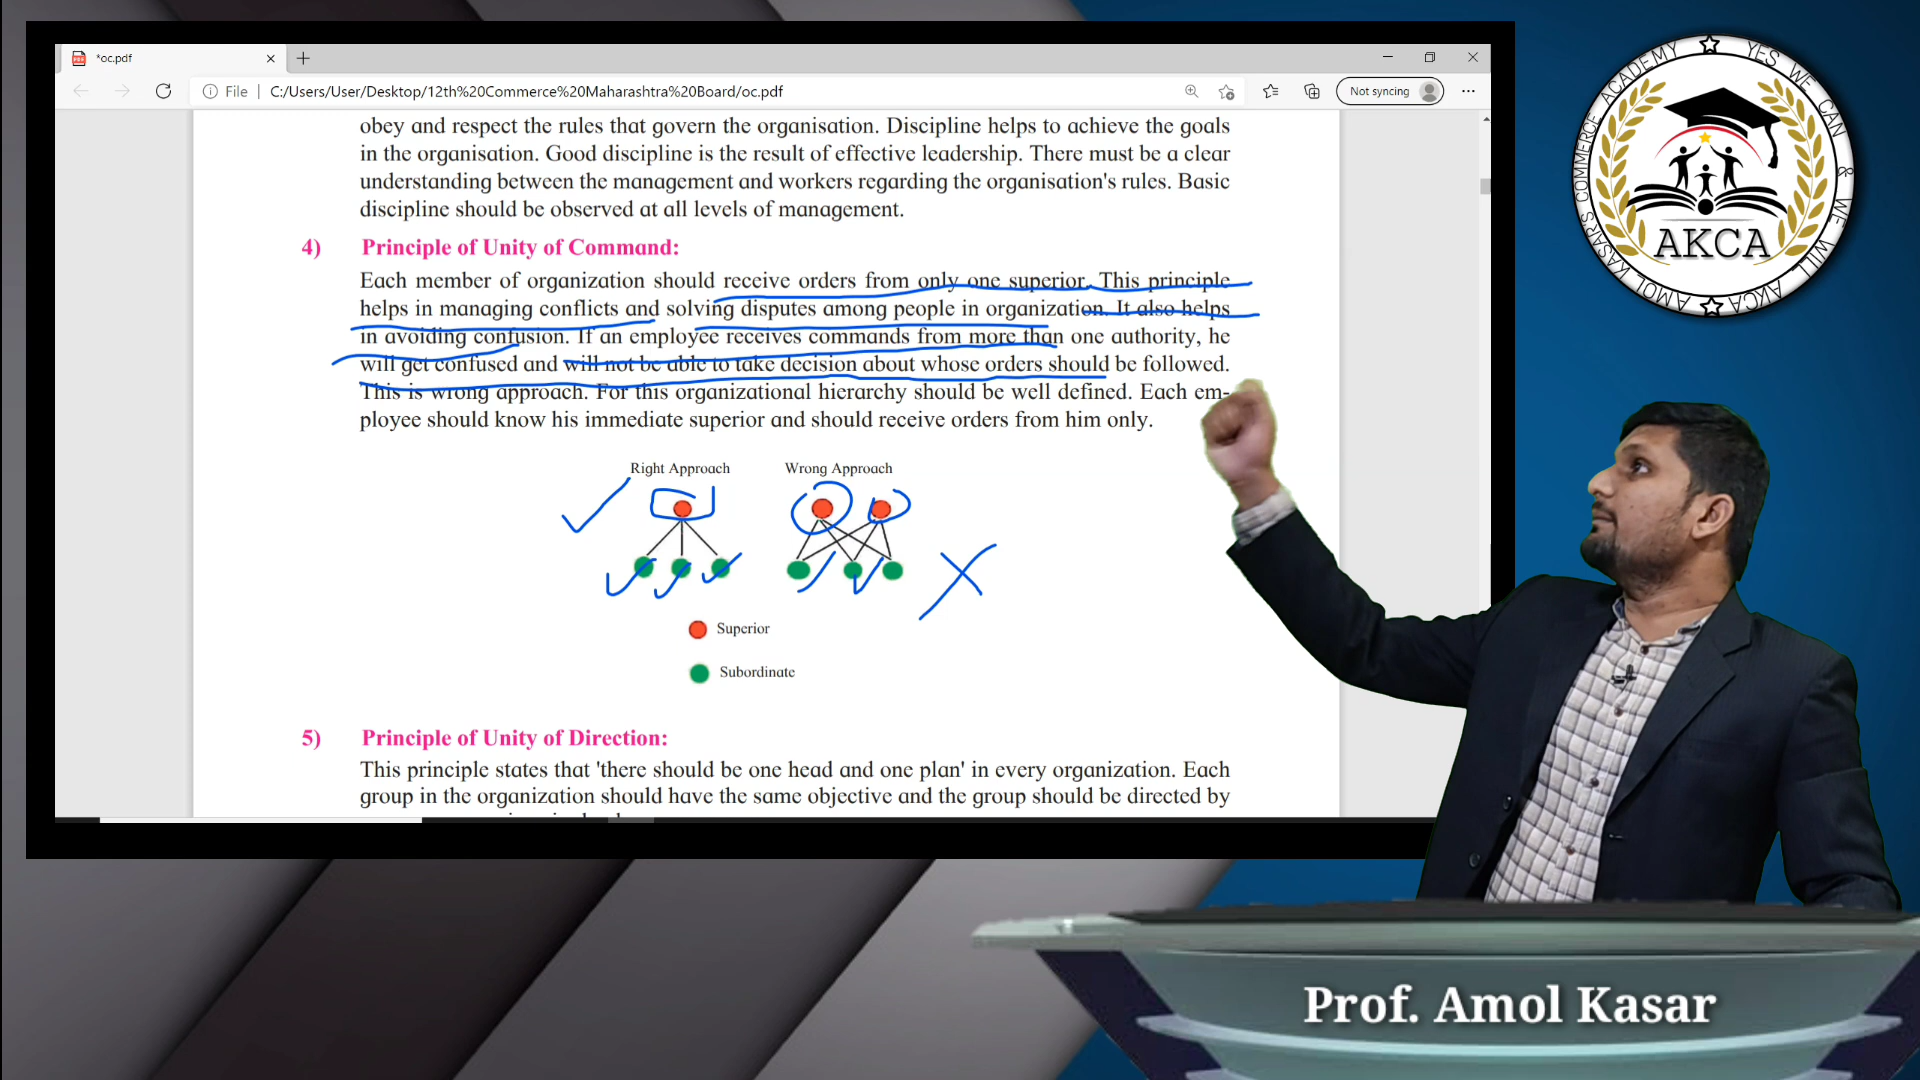 *oc.pdf
File
C:/Users/User/Desktop/12th%20Commerce%20Maharashtra%20Board/oc.pdf
Not syncing
obey and respect the rules that govern the organisation. Discipline helps to achieve the goals
in the organisation. Good discipline is the result of effective leadership. There must be a clear
understanding between the management and workers regarding the organisation's rules. Basic
discipline should be observed at all levels of management.
4) Principle of Unity of Command:
Each member of organization should receive orders from only one superior. This principle
helps in managing conflicts and solving disputes among people in organization. It also helps
in avoiding confusion. If an employee receives commands from more than one authority, he
will get confused and will not be able to take decision about whose orders should be followed.
This is wrong approach. For this organizational hierarchy should be well defined. Each em-
ployee should know his immediate superior and should receive orders from him only.
Right Approach Wrong Approach
Superior
Subordinate
5) Principle of Unity of Direction:
This principle states that 'there should be one head and one plan' in every organization. Each
group in the organization should have the same objective and the group should be directed by
AMOL KASAR'S COMMERCE ACADEMY
YES WE CAN & WE WILL
AKCA
AKCA
Prof. Amol Kasar